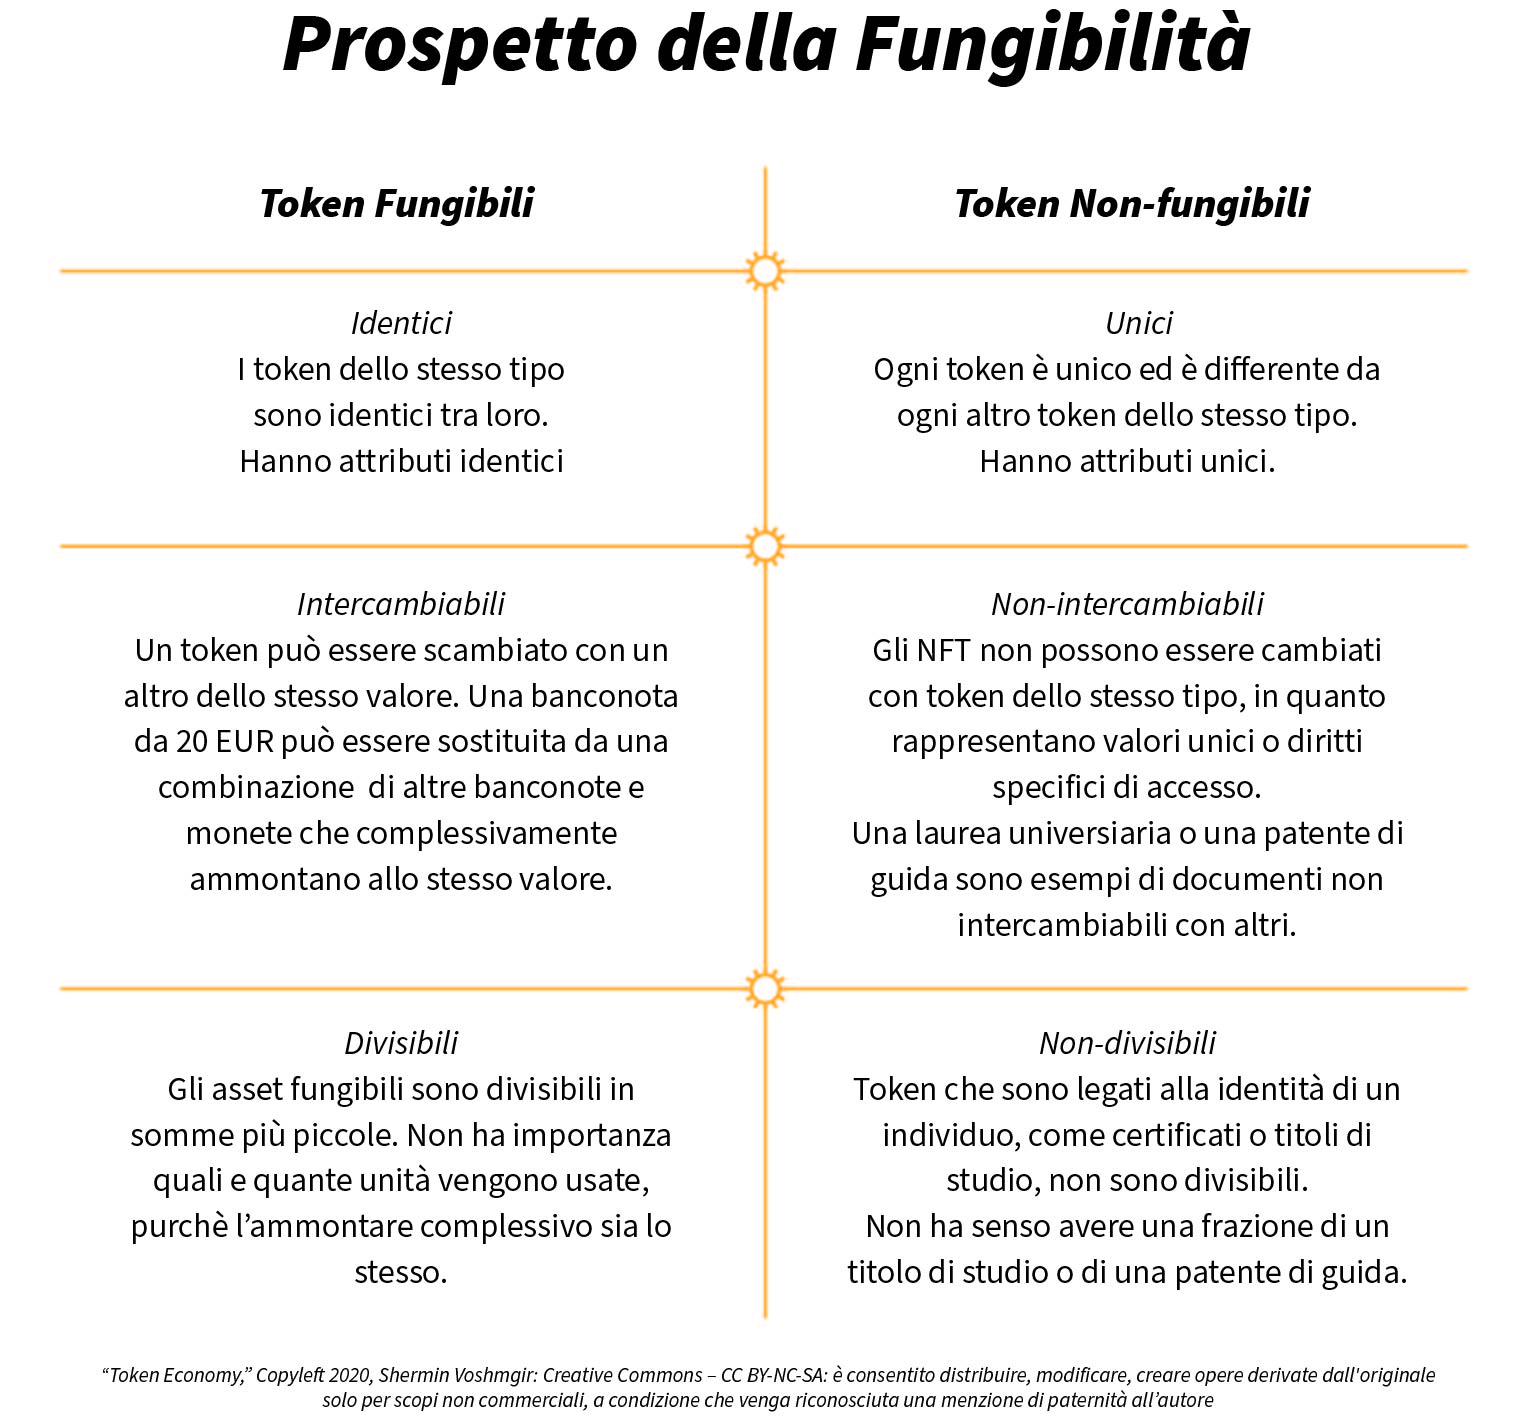 Prospetto della Fungibilità
Token Fungibili
Token Non-fungibili
Identici
I token dello stesso tipo
sono identici tra loro.
Hanno attributi identici
Unici
Ogni token è unico ed è differente da
ogni altro token dello stesso tipo.
Hanno attributi unici.
Intercambiabili
Un token può essere scambiato con un
altro dello stesso valore. Una banconota
da 20 EUR può essere sostituita da una
combinazione  di altre banconote e
monete che complessivamente
ammontano allo stesso valore.
Non-intercambiabili
Gli NFT non possono essere cambiati
con token dello stesso tipo, in quanto
rappresentano valori unici o diritti
specifici di accesso.
Una laurea universiaria o una patente di
guida sono esempi di documenti non
intercambiabili con altri.
Divisibili
Gli asset fungibili sono divisibili in
somme più piccole. Non ha importanza
quali e quante unità vengono usate,
purchè l’ammontare complessivo sia lo
stesso.
Non-divisibili
Token che sono legati alla identità di un
individuo, come certificati o titoli di
studio, non sono divisibili.
Non ha senso avere una frazione di un
titolo di studio o di una patente di guida.
“Token Economy,” Copyleft 2020, Shermin Voshmgir: Creative Commons – CC BY-NC-SA: è consentito distribuire, modificare, creare opere derivate dall'originale
solo per scopi non commerciali, a condizione che venga riconosciuta una menzione di paternità all’autore